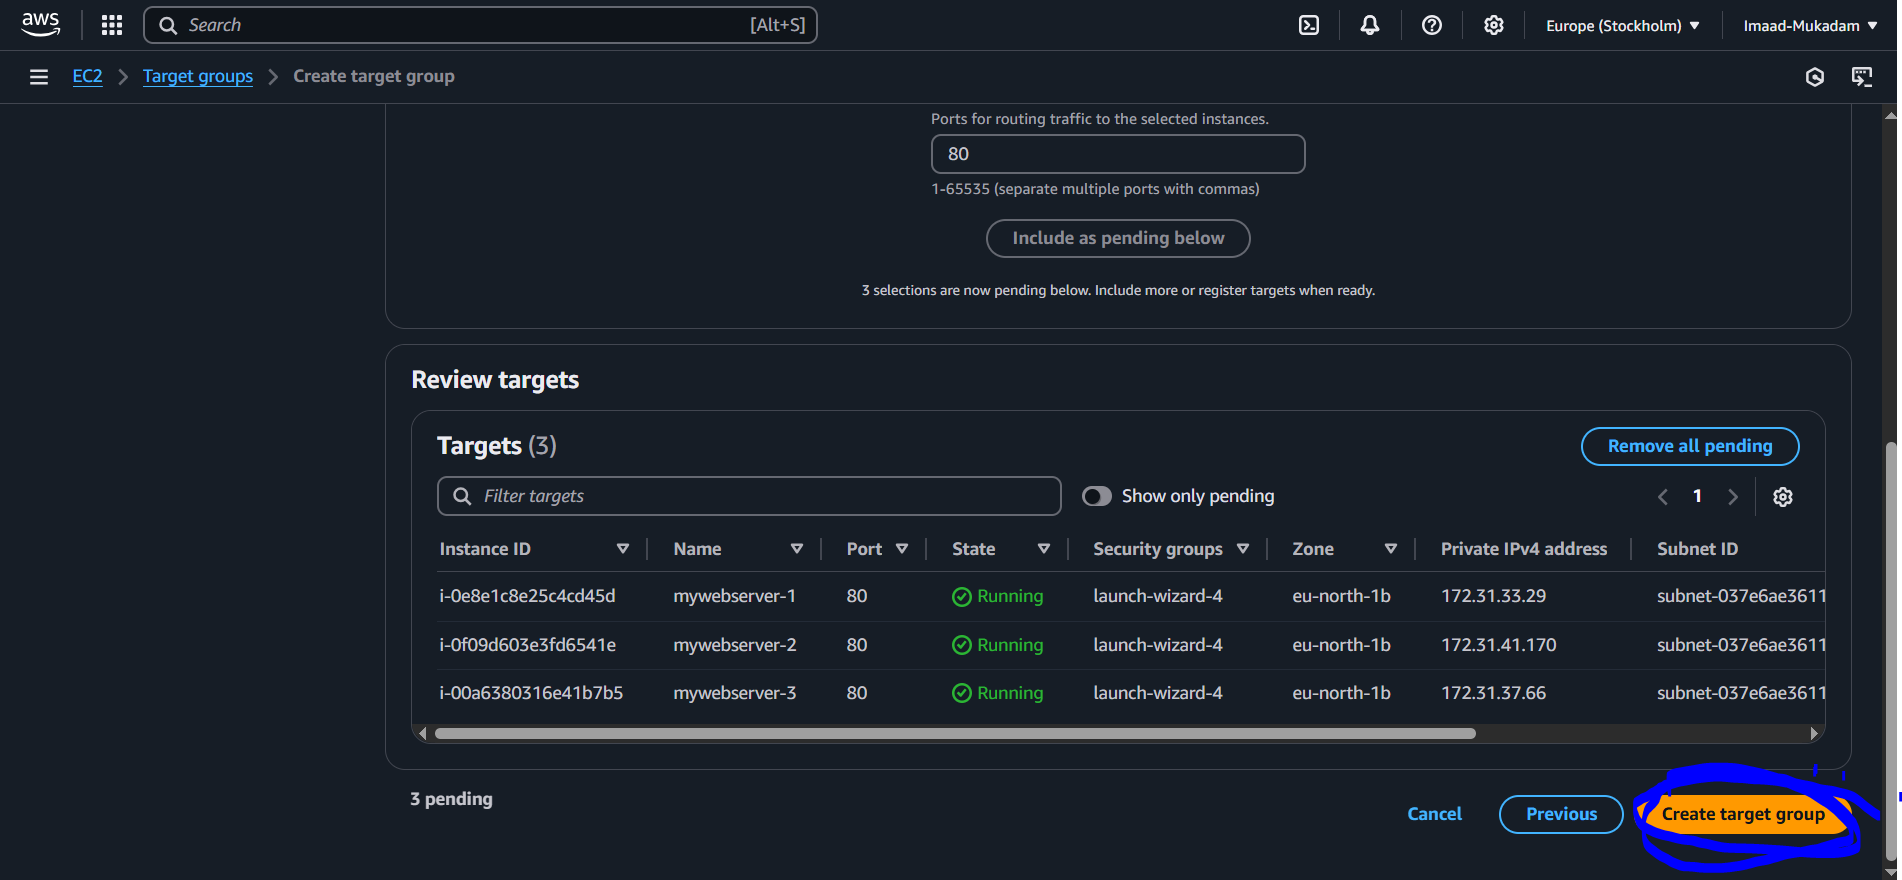 aws Search [Alt+S] Europe (Stockholm) Imaad-Mukadam
EC2 Target groups Create target group
Ports for routing traffic to the selected instances.
80
1-65535 (separate multiple ports with commas)
Include as pending below
3 selections are now pending below. Include more or register targets when ready.
Review targets
Targets (3) Remove all pending
Filter targets Show only pending 1
Instance ID Name Port State Security groups Zone Private IPv4 address Subnet ID
i-0e8e1c8e25c4cd45d mywebserver-1 80 Running launch-wizard-4 eu-north-1b 172.31.33.29 subnet-037e6ae3611
i-0f09d603e3fd6541e mywebserver-2 80 Running launch-wizard-4 eu-north-1b 172.31.41.170 subnet-037e6ae3611
i-00a6380316e41b7b5 mywebserver-3 80 Running launch-wizard-4 eu-north-1b 172.31.37.66 subnet-037e6ae3611
3 pending
Cancel Previous Create target group